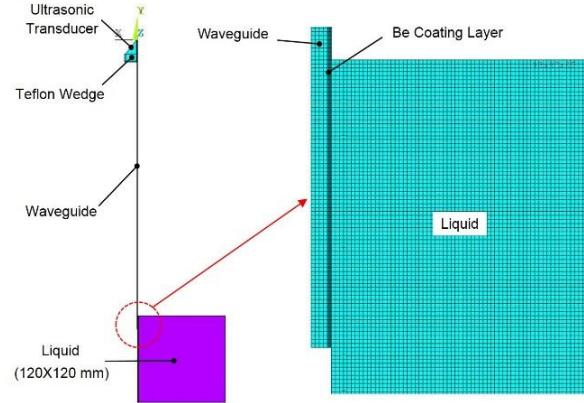 Ultrasonic
Transducer
Y
X
Z
Teflon Wedge
Waveguide
Liquid
(120X120 mm)
Waveguide
Be Coating Layer
Liquid